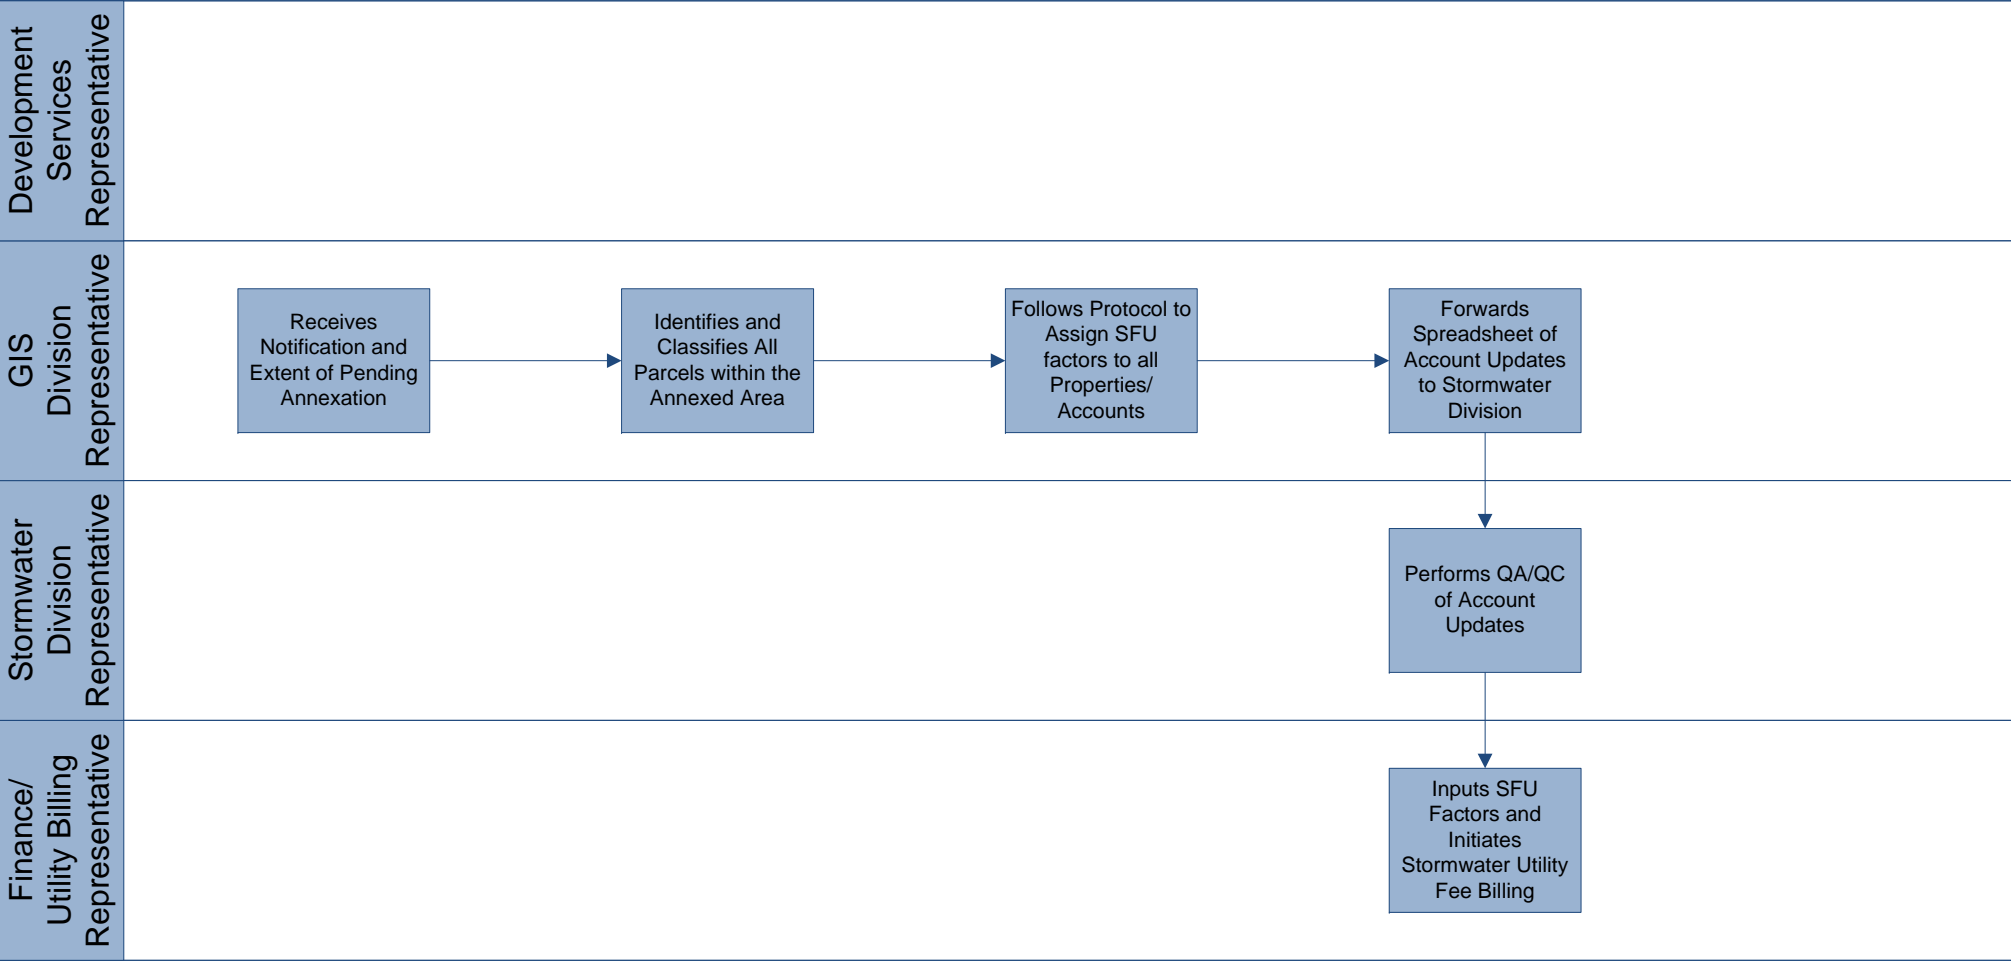 Development
Services
Representative
GIS
Division
Representative
Receives
Notification and
Extent of Pending
Annexation
Identifies and
Classifies All
Parcels within the
Annexed Area
Follows Protocol to
Assign SFU
factors to all
Properties/
Accounts
Forwards
Spreadsheet of
Account Updates
to Stormwater
Division
Stormwater
Division
Representative
Performs QA/QC
of Account
Updates
Finance/
Utility Billing
Representative
Inputs SFU
Factors and
Initiates
Stormwater Utility
Fee Billing